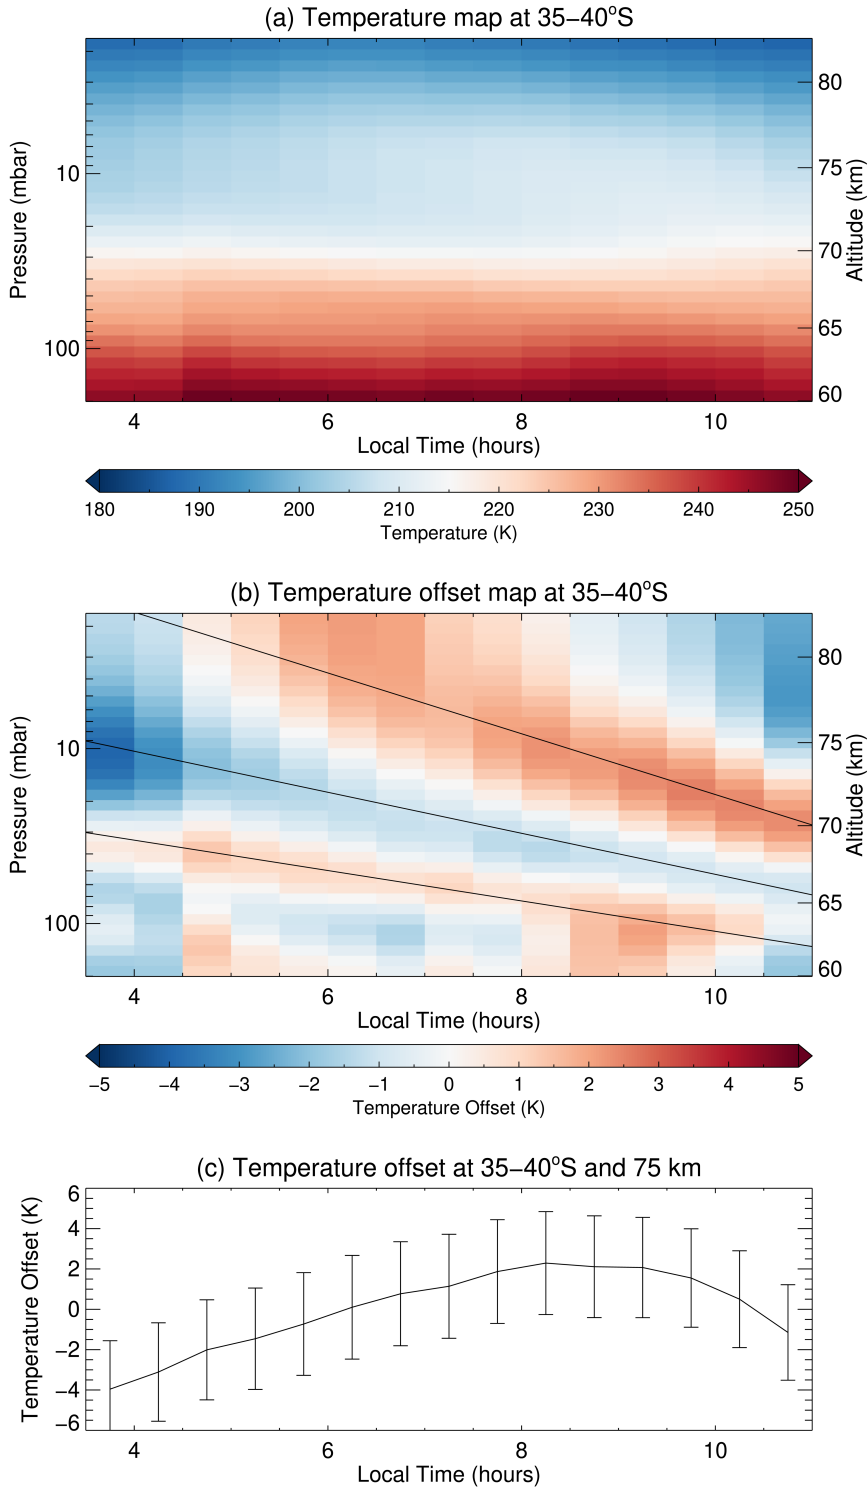 (a) Temperature map at 35−40°S
Pressure (mbar)
10
100
80
75
70
65
60
Altitude (km)
4 6 8 10
Local Time (hours)
180 190 200 210 220 230 240 250
Temperature (K)
(b) Temperature offset map at 35−40°S
Pressure (mbar)
10
100
80
75
70
65
60
Altitude (km)
4 6 8 10
Local Time (hours)
−5 −4 −3 −2 −1 0 1 2 3 4 5
Temperature Offset (K)
(c) Temperature offset at 35−40°S and 75 km
Temperature Offset (K)
6
4
2
0
−2
−4
−6
4 6 8 10
Local Time (hours)